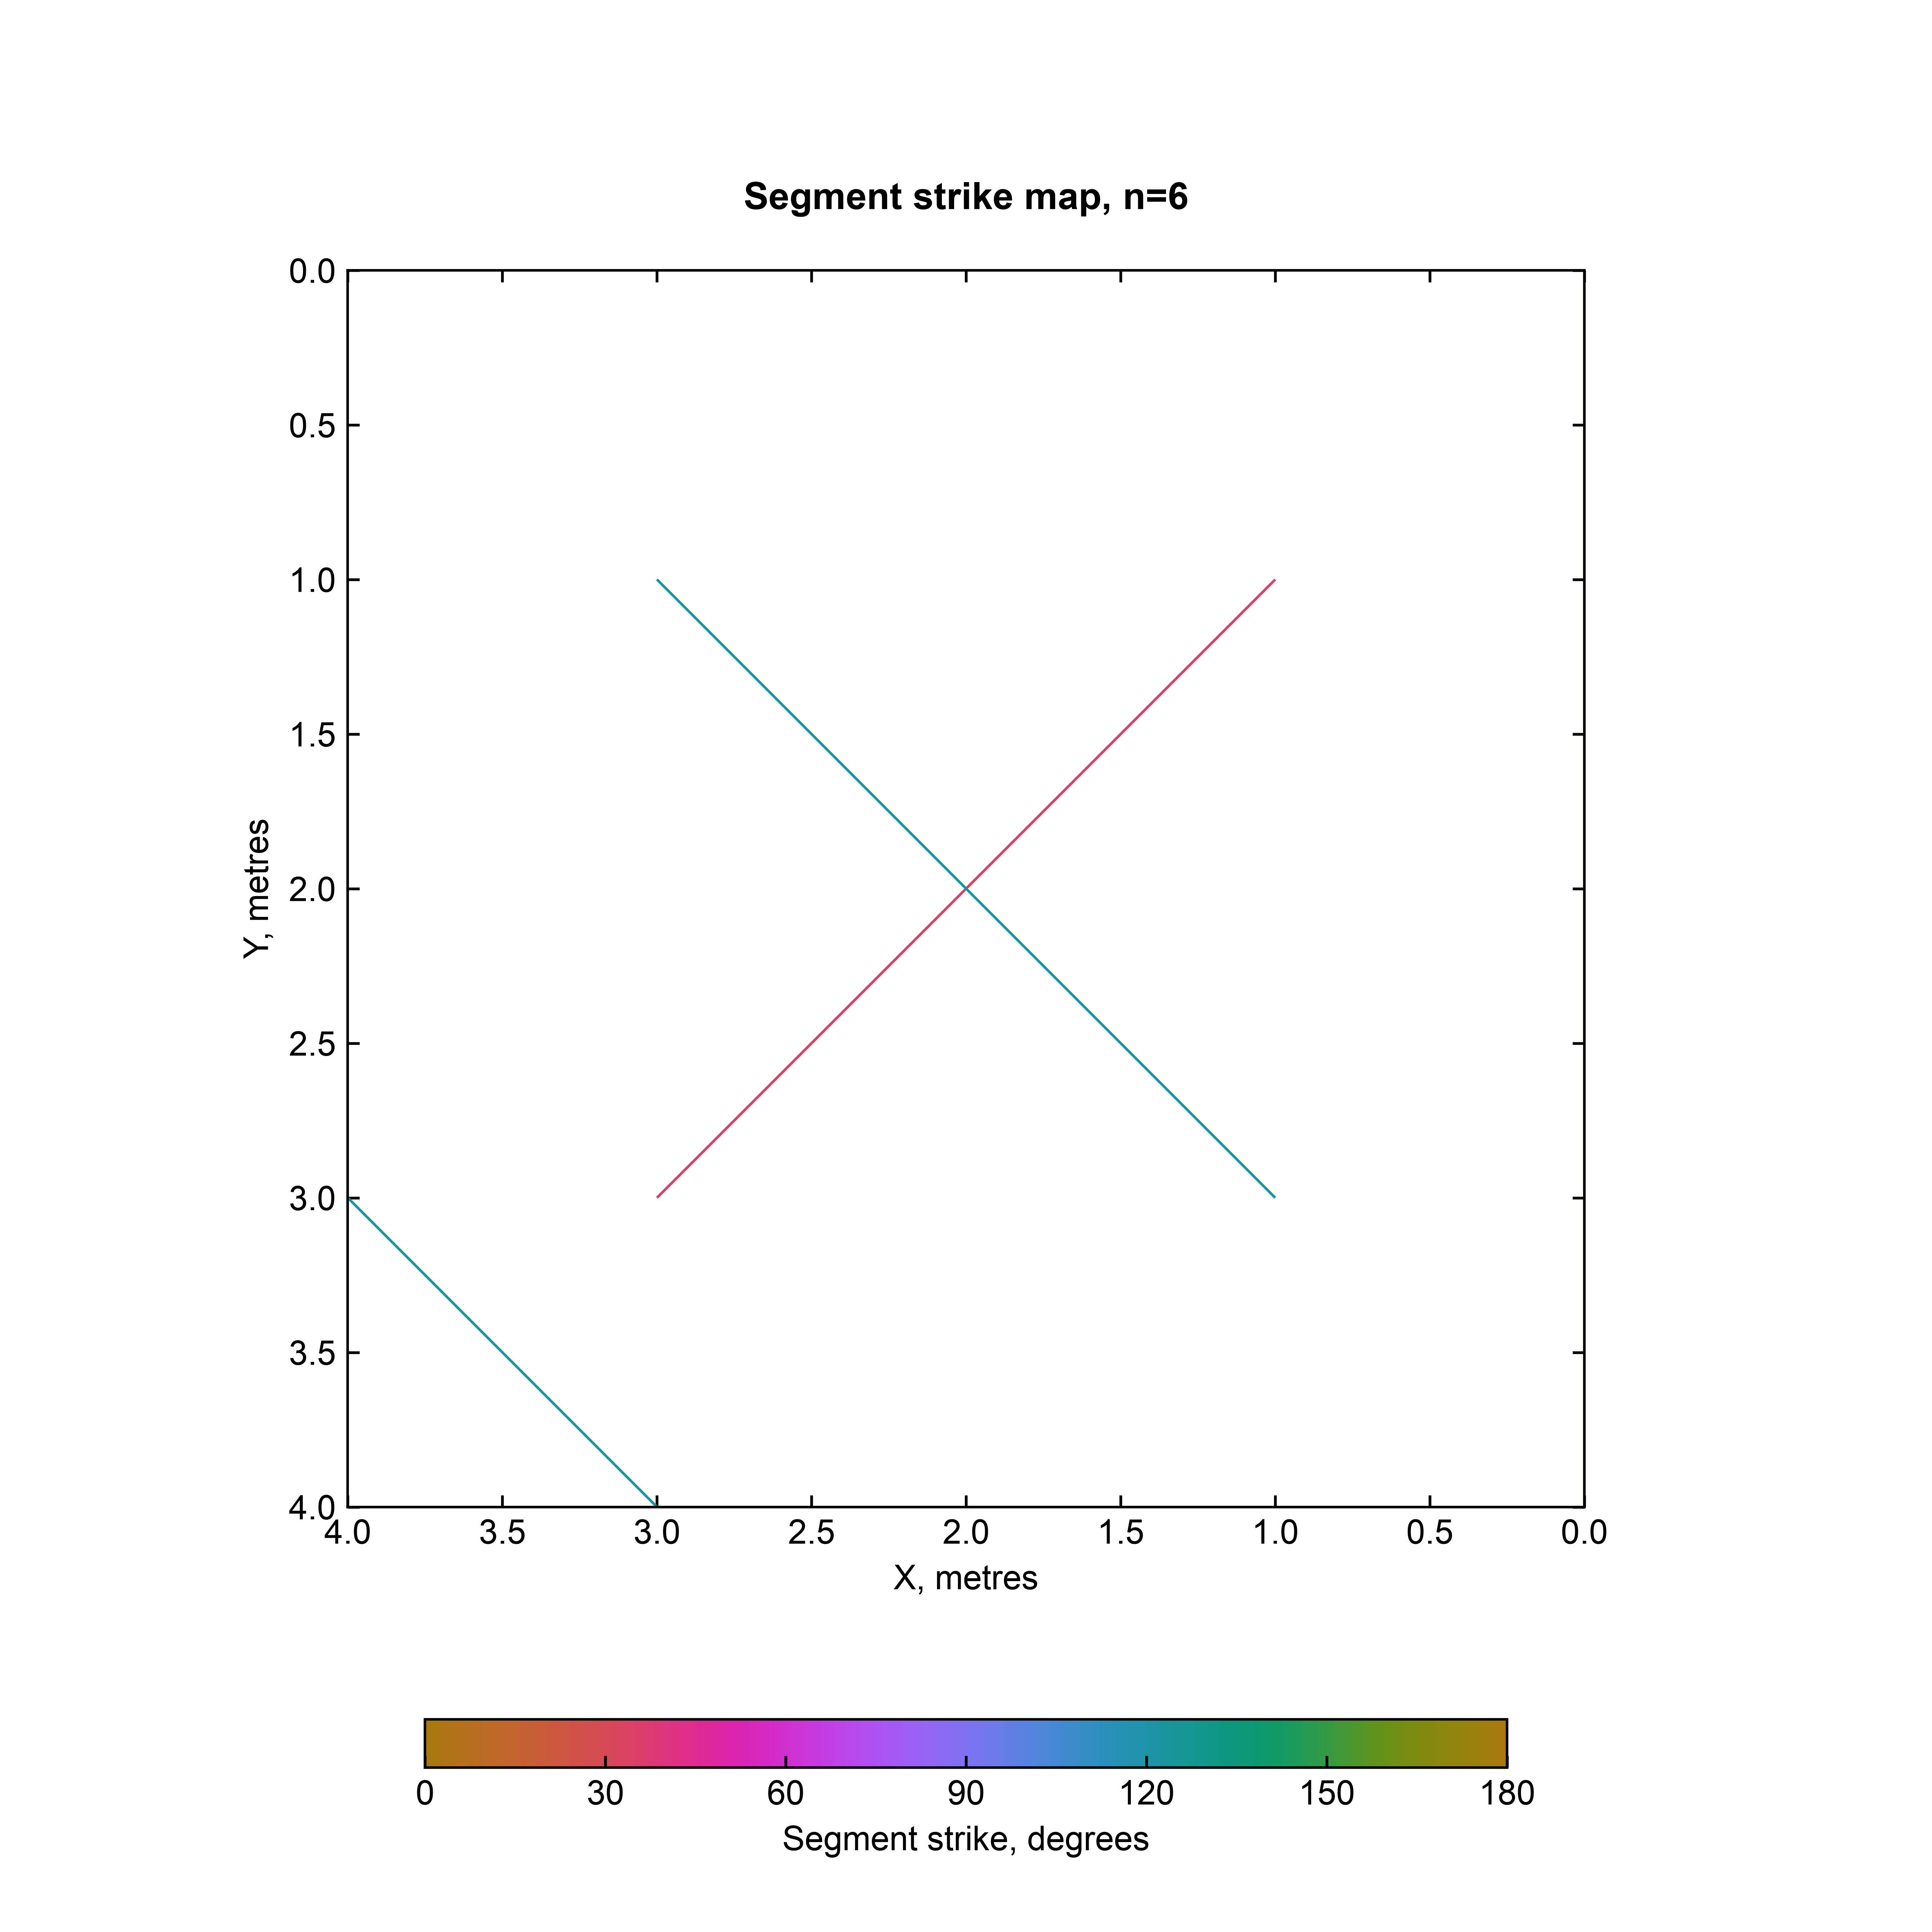 Segment strike map, n=6
0.0
0.5
1.0
1.5
2.0
2.5
3.0
3.5
4.0
Y, metres
4.0 3.5 3.0 2.5 2.0 1.5 1.0 0.5 0.0
X, metres
0 30 60 90 120 150 180
Segment strike, degrees